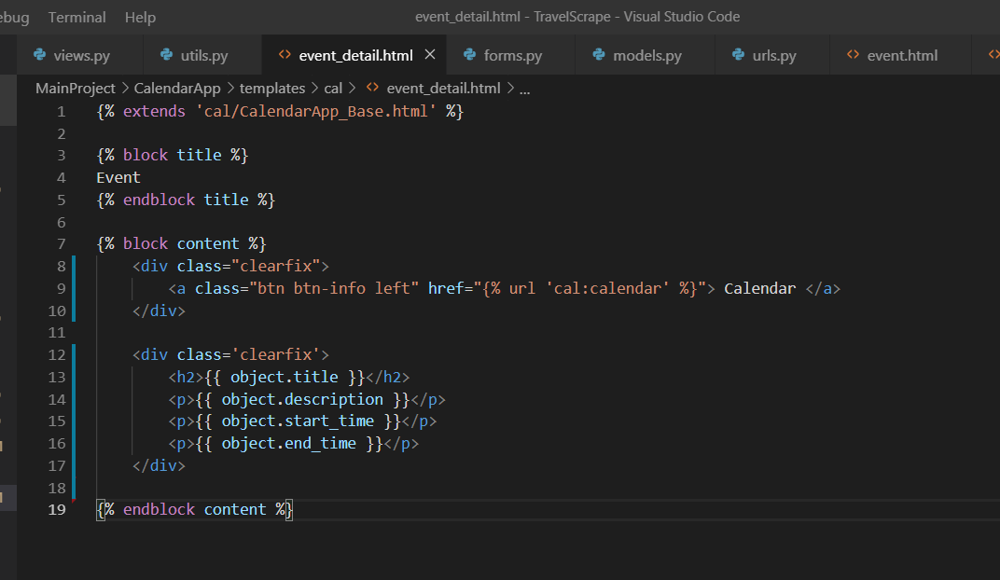 ebug Terminal Help event_detail.html - TravelScrape - Visual Studio Code
views.py utils.py event_detail.html forms.py models.py urls.py event.html
MainProject > CalendarApp > templates > cal > event_detail.html > ...
1 {% extends 'cal/CalendarApp_Base.html' %}
2
3 {% block title %}
4 Event
5 {% endblock title %}
6
7 {% block content %}
8     <div class="clearfix">
9         <a class="btn btn-info left" href="{% url 'cal:calendar' %}"> Calendar </a>
10     </div>
11
12     <div class='clearfix'>
13         <h2>{{ object.title }}</h2>
14         <p>{{ object.description }}</p>
15         <p>{{ object.start_time }}</p>
16         <p>{{ object.end_time }}</p>
17     </div>
18
19 {% endblock content %}